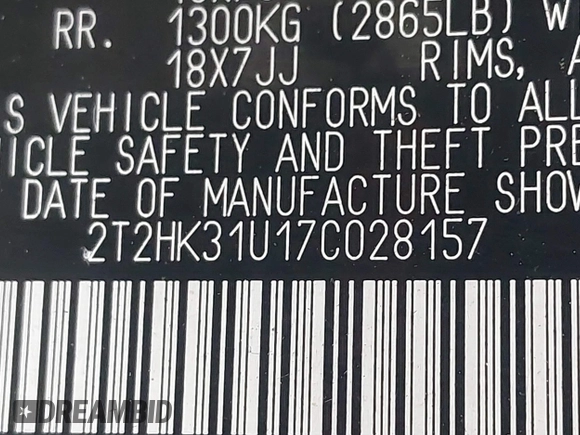 RR. 1300KG (2865LB) W
18X7JJ RIMS, A
S VEHICLE CONFORMS TO ALL
ICLE SAFETY AND THEFT PRE
DATE OF MANUFACTURE SHOW
2T2HK31U17C028157
DREAMBID